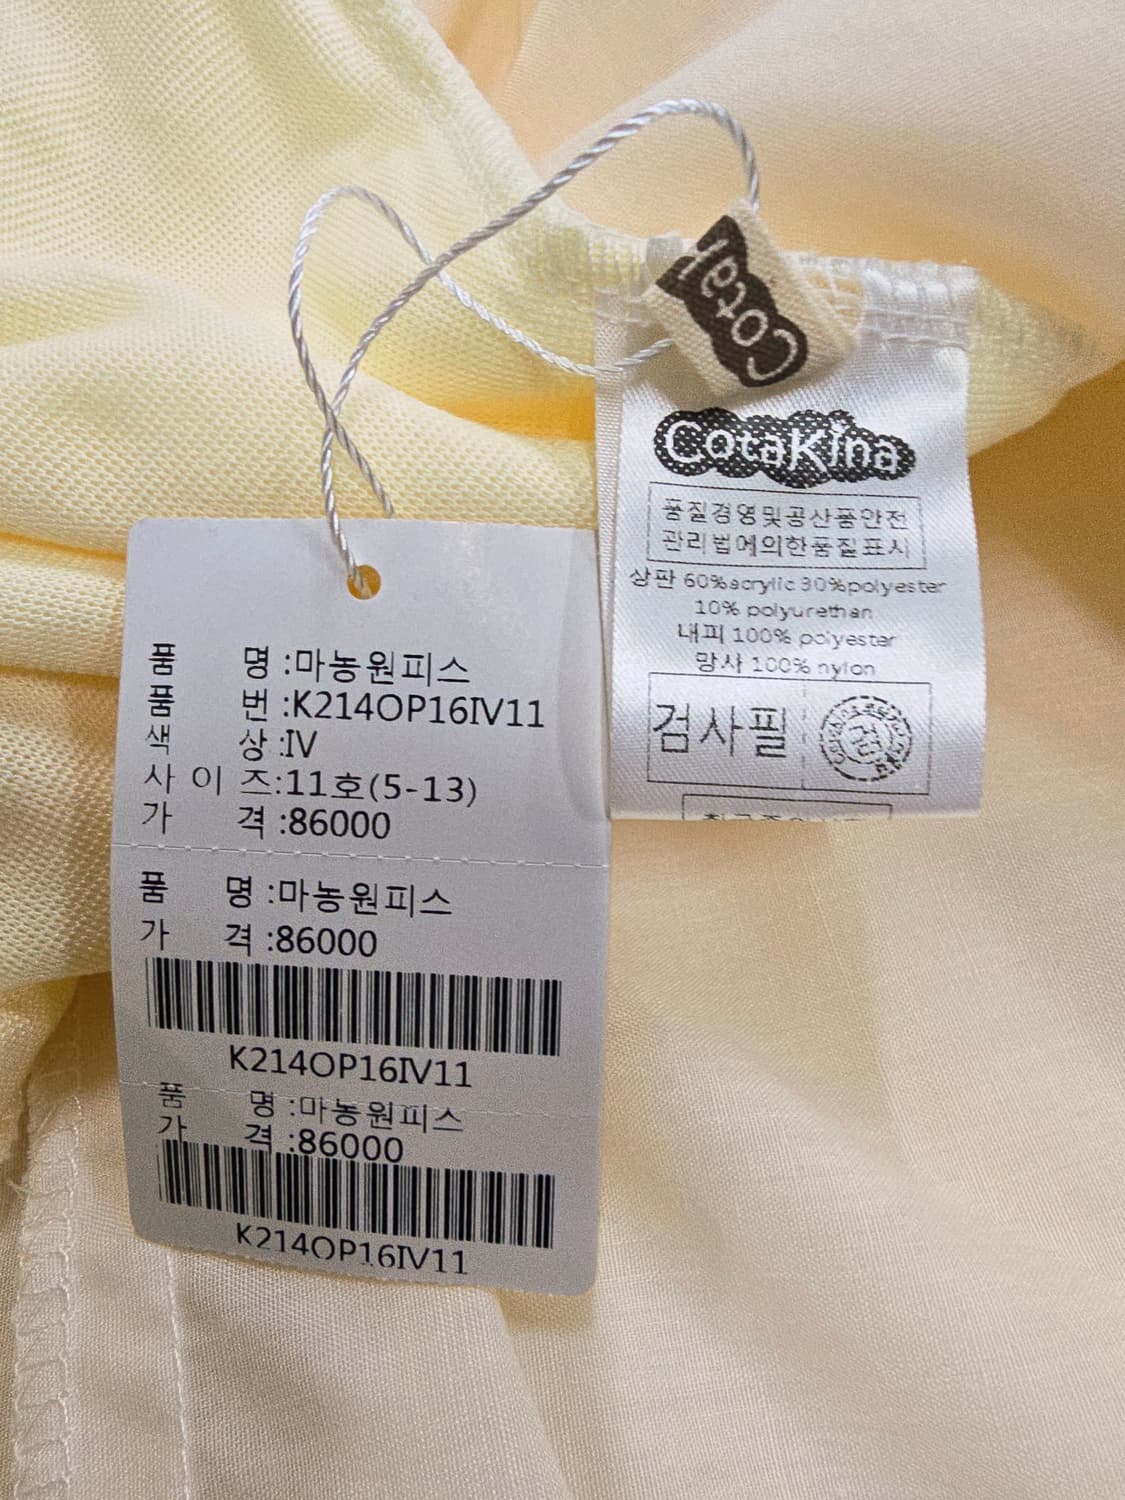 품 명 :마농원피스
품 번 :K214OP16IV11
색 상 :IV
사 이 즈:11호(5-13)
가 격 :86000
품 명 :마농원피스
가 격 :86000
K214OP16IV11
품 명 :마농원피스
가 격 :86000
K214OP16IV11
Cotak
CotaKina
품질경영및공산품안전
관리법에의한품질표시
상판 60%acrylic 30%polyester
10% polyurethan
내피 100% polyester
망사 100% nylon
검사필
검